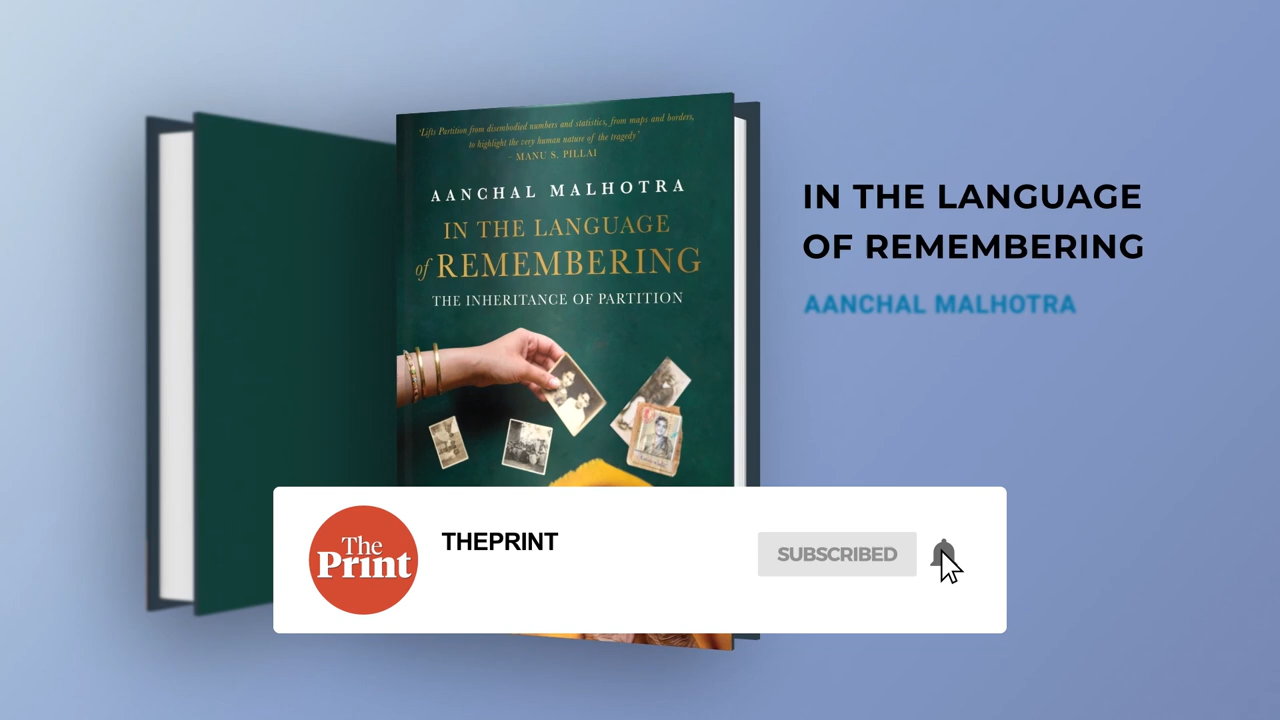 'Lifts Partition from disembodied numbers and statistics, from maps and borders,
to highlight the very human nature of the tragedy'
- MANU S. PILLAI
AANCHAL MALHOTRA
IN THE LANGUAGE
of REMEMBERING
THE INHERITANCE OF PARTITION
IN THE LANGUAGE
OF REMEMBERING
AANCHAL MALHOTRA
The
Print
THEPRINT
SUBSCRIBED